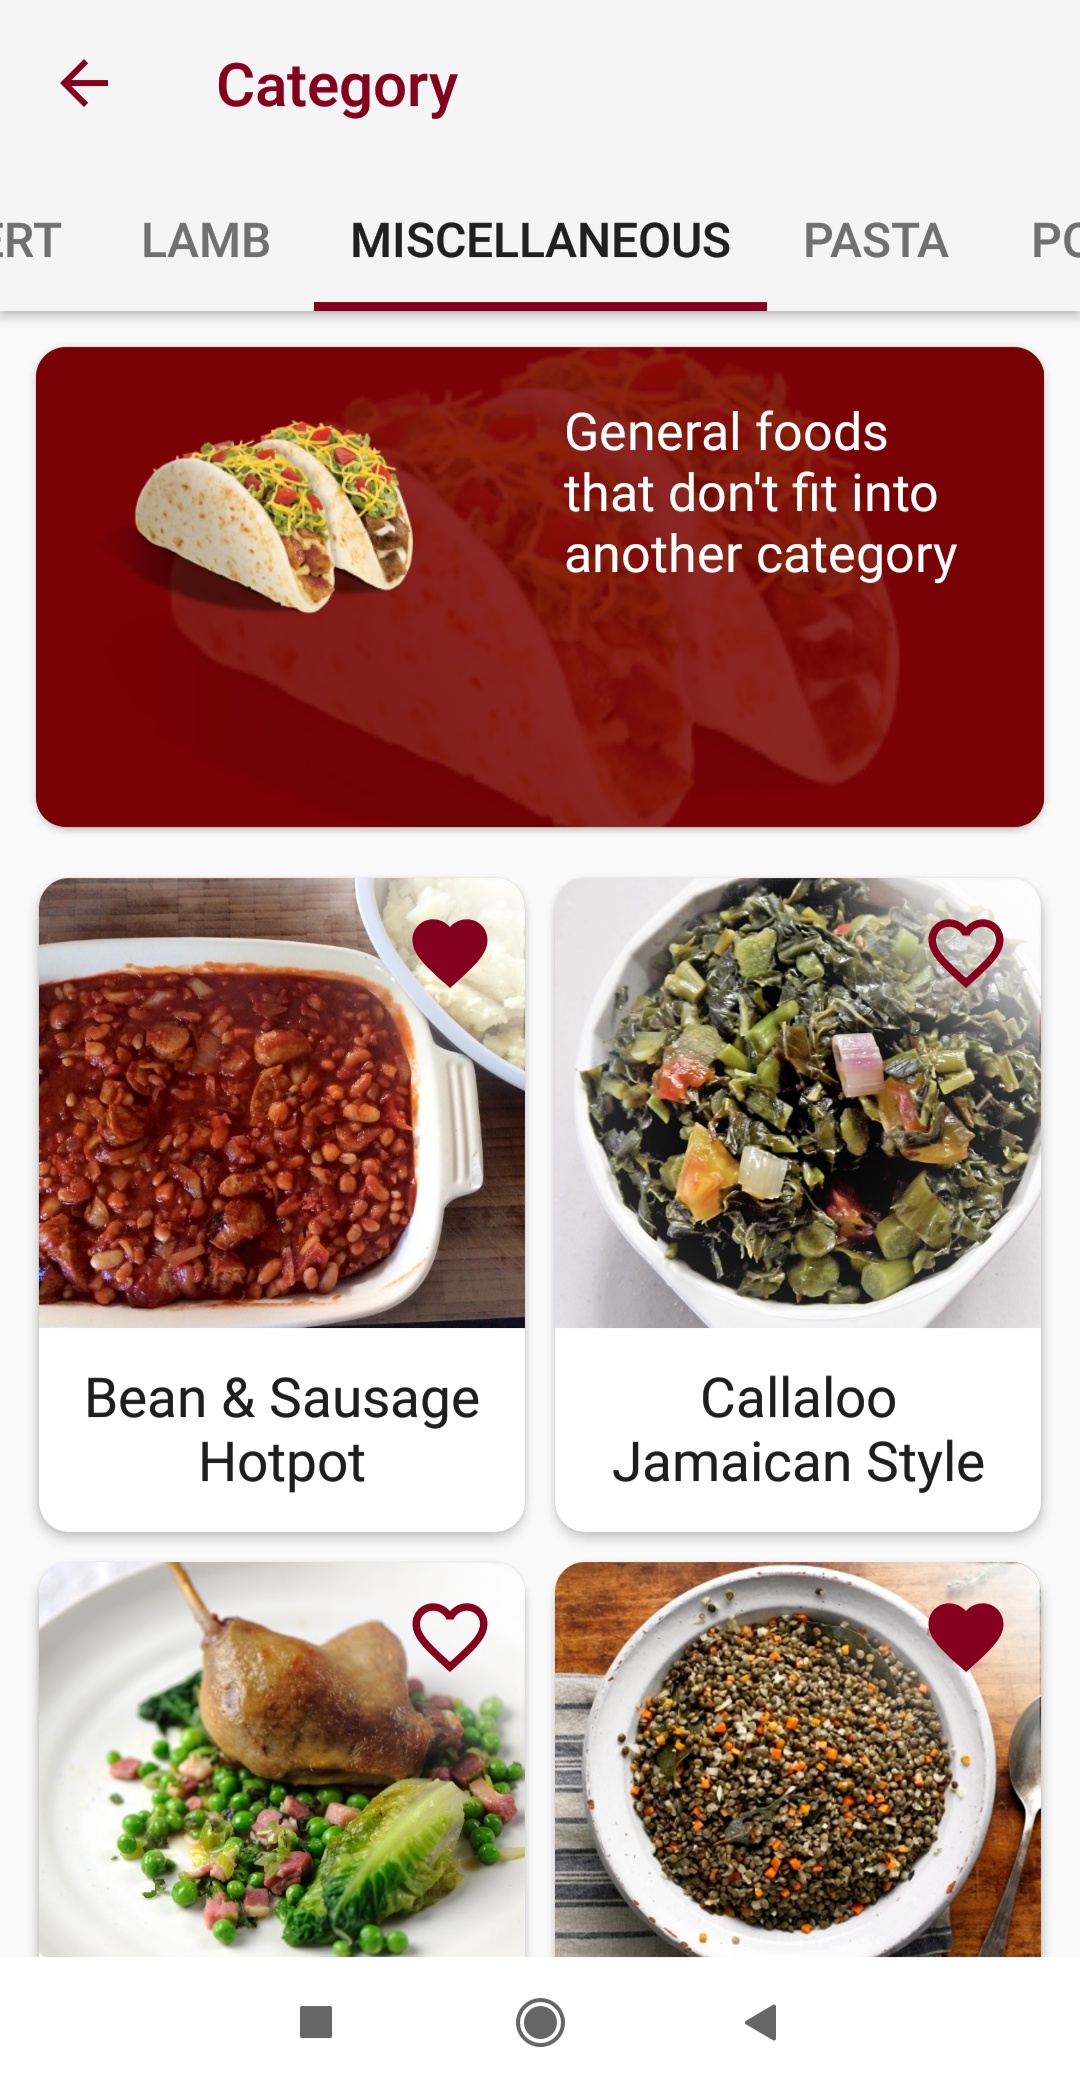 Category
ERT LAMB MISCELLANEOUS PASTA PO
General foods
that don't fit into
another category
Bean & Sausage
Hotpot
Callaloo
Jamaican Style